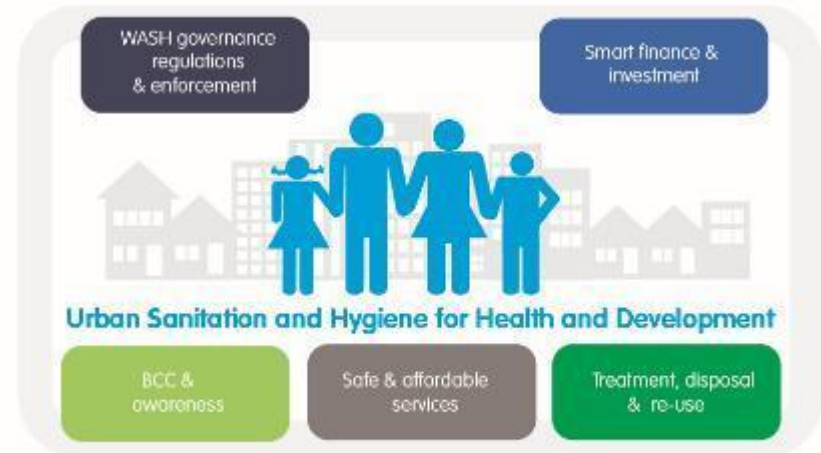 WASH governance
regulations
& enforcement
Smart finance &
investment
Urban Sanitation and Hygiene for Health and Development
BCC &
awareness
Safe & affordable
services
Treatment, disposal
& re-use